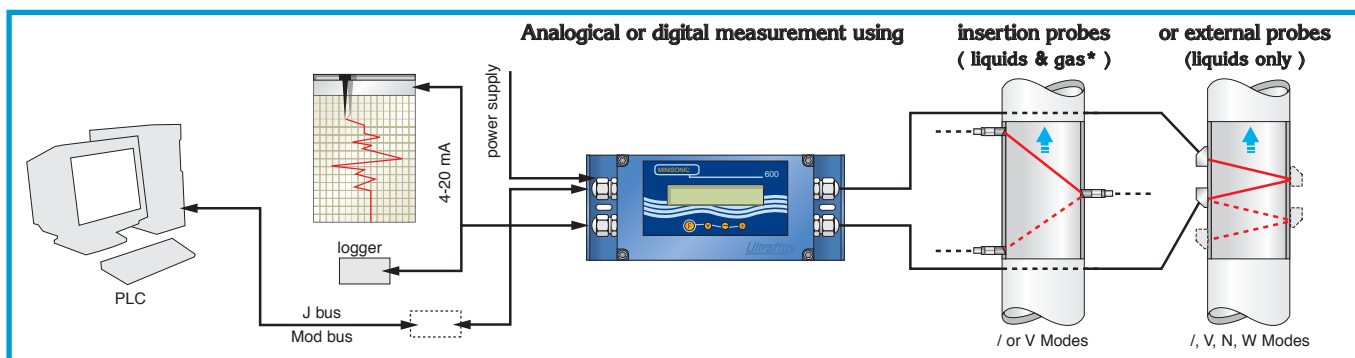 Analogical or digital measurement using
insertion probes
( liquids & gas* )
or external probes
(liquids only )
power supply
4-20 mA
MINISONIC
600
F
Ultraflux
logger
PLC
J bus
Mod bus
/ or V Modes
/, V, N, W Modes